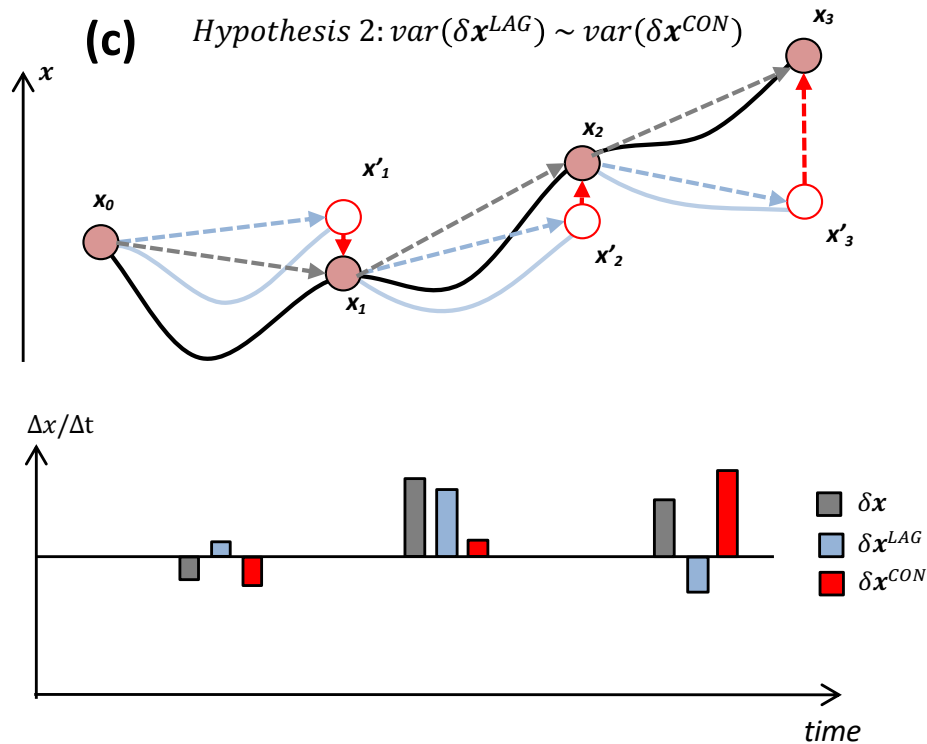 (c) Hypothesis 2: var(δx^LAG) ~ var(δx^CON)
x₃
x
x₂
x'₁
x₀
x'₃
x'₂
x₁
Δx/Δt
δx
δx^LAG
δx^CON
time